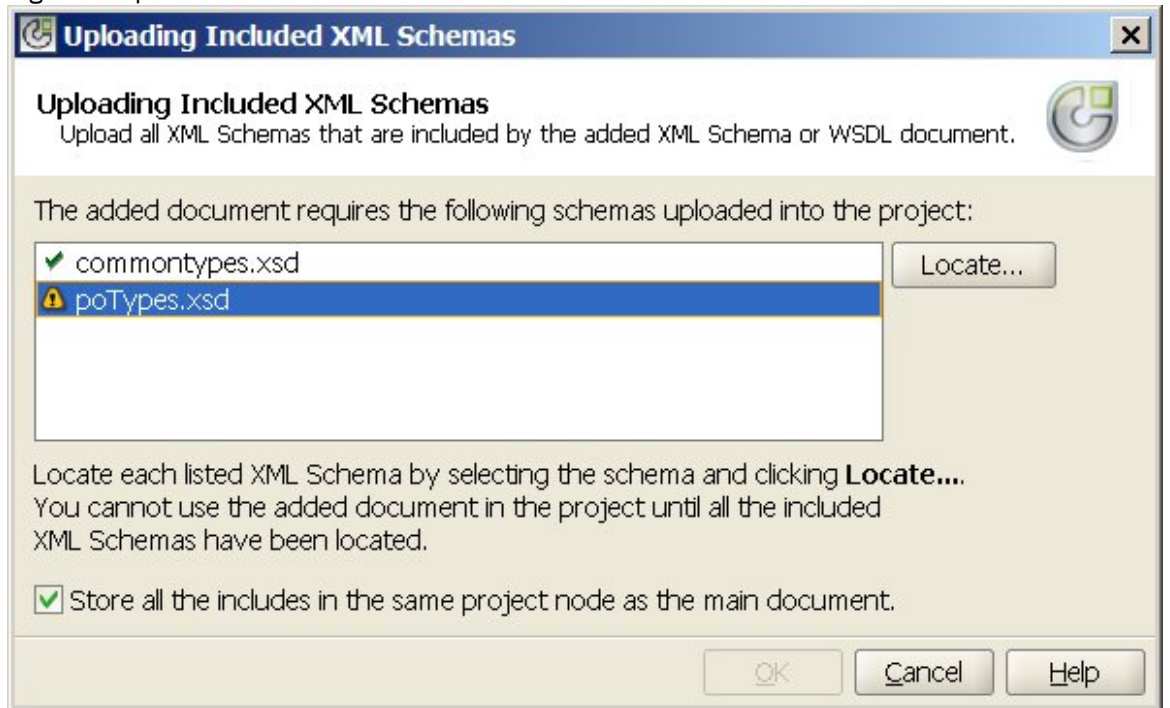 Uploading Included XML Schemas
Uploading Included XML Schemas
Upload all XML Schemas that are included by the added XML Schema or WSDL document.
The added document requires the following schemas uploaded into the project:
commontypes.xsd
Locate...
poTypes.xsd
Locate each listed XML Schema by selecting the schema and clicking Locate....
You cannot use the added document in the project until all the included
XML Schemas have been located.
Store all the includes in the same project node as the main document.
OK Cancel Help